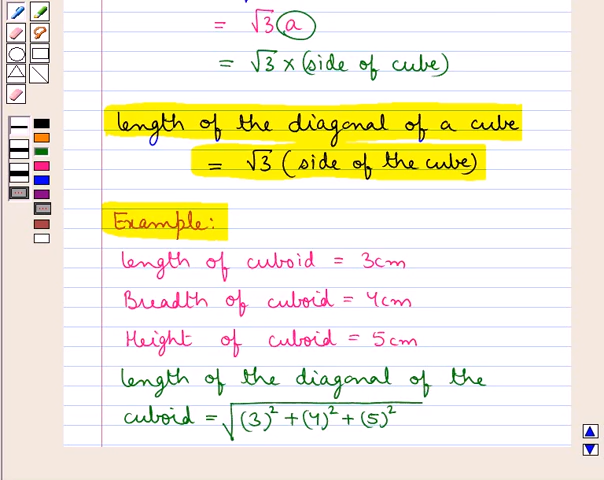 = √3 a
= √3 × (side of cube)
length of the diagonal of a cube
= √3 (side of the cube)
Example:
length of cuboid = 3cm
Breadth of cuboid = 4cm
Height of cuboid = 5cm
length of the diagonal of the
cuboid = √(3)² + (4)² + (5)²